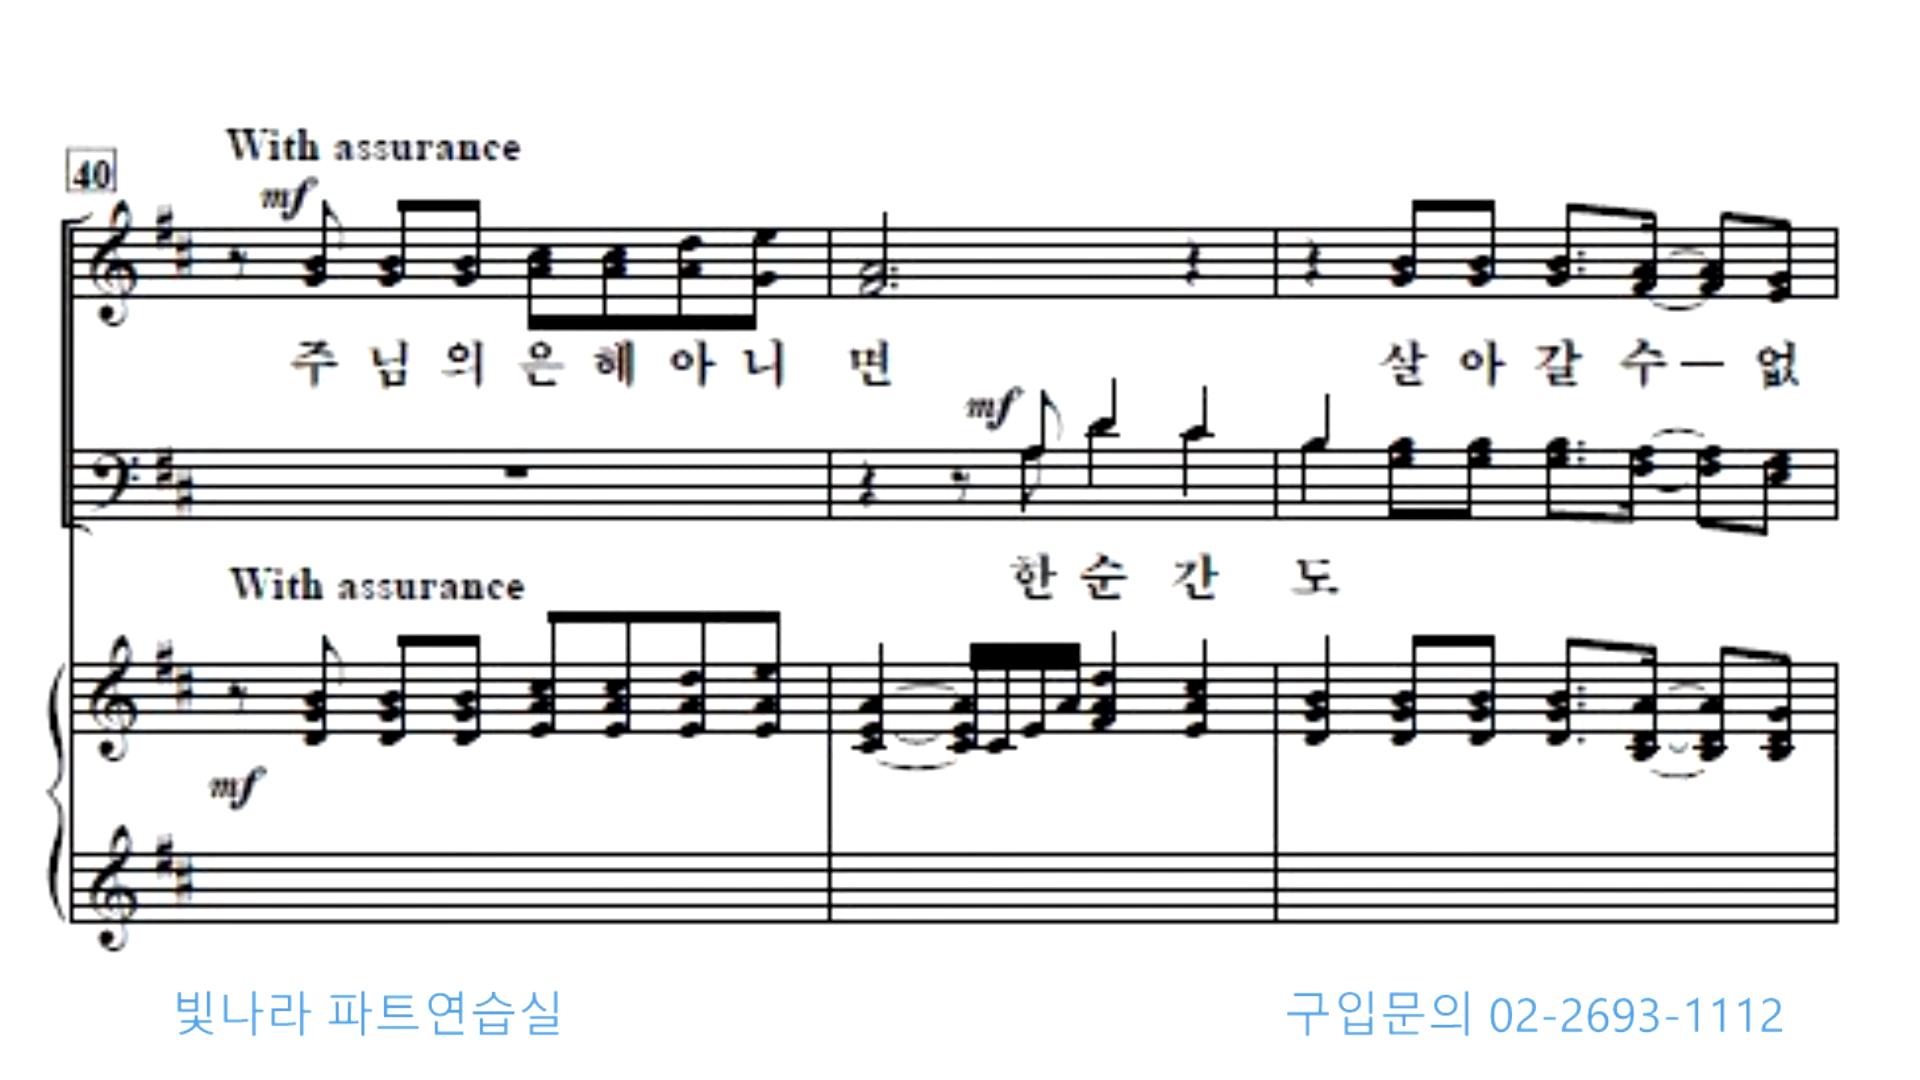 With assurance
40
mf
주 님 의 은 혜 아 니 면 살 아 갈 수 — 없
mf
한 순 간 도
With assurance
mf
빛나라 파트연습실
구입문의 02-2693-1112